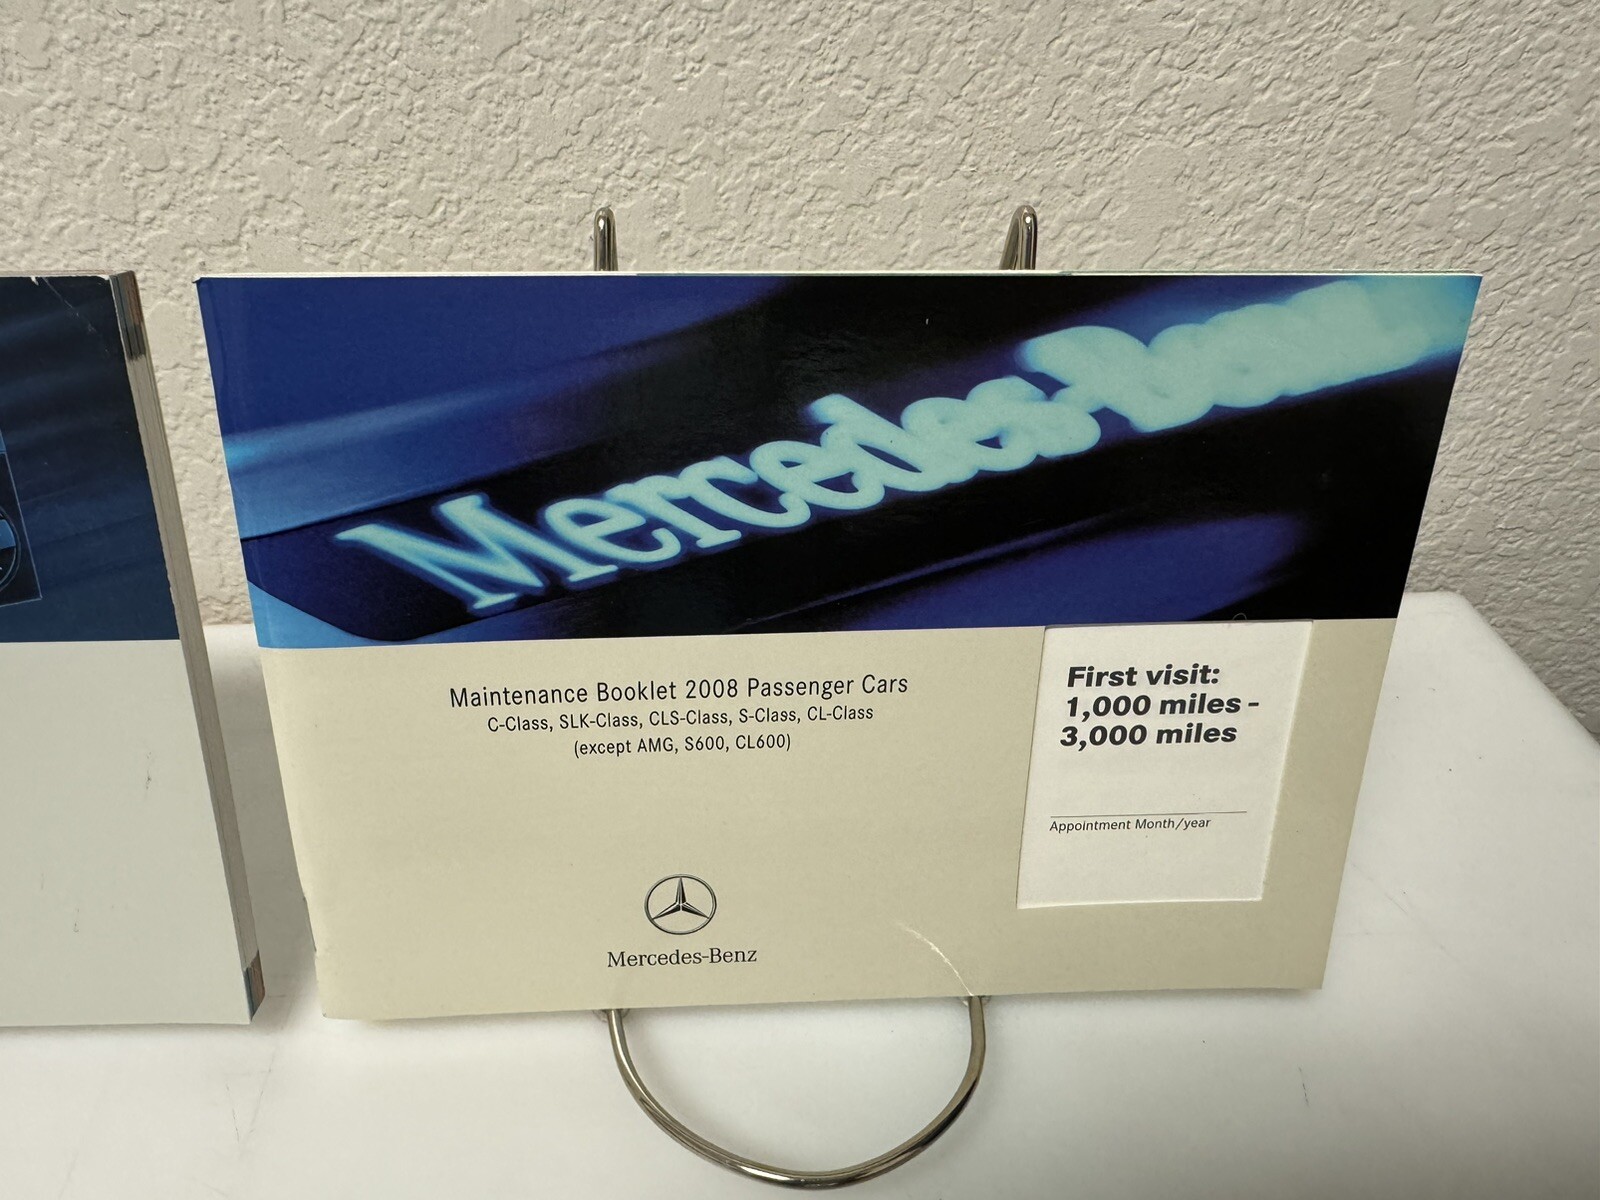 Mercedes-Benz
Maintenance Booklet 2008 Passenger Cars
C-Class, SLK-Class, CLS-Class, S-Class, CL-Class
(except AMG, S600, CL600)
First visit:
1,000 miles -
3,000 miles
Appointment Month/year
Mercedes-Benz